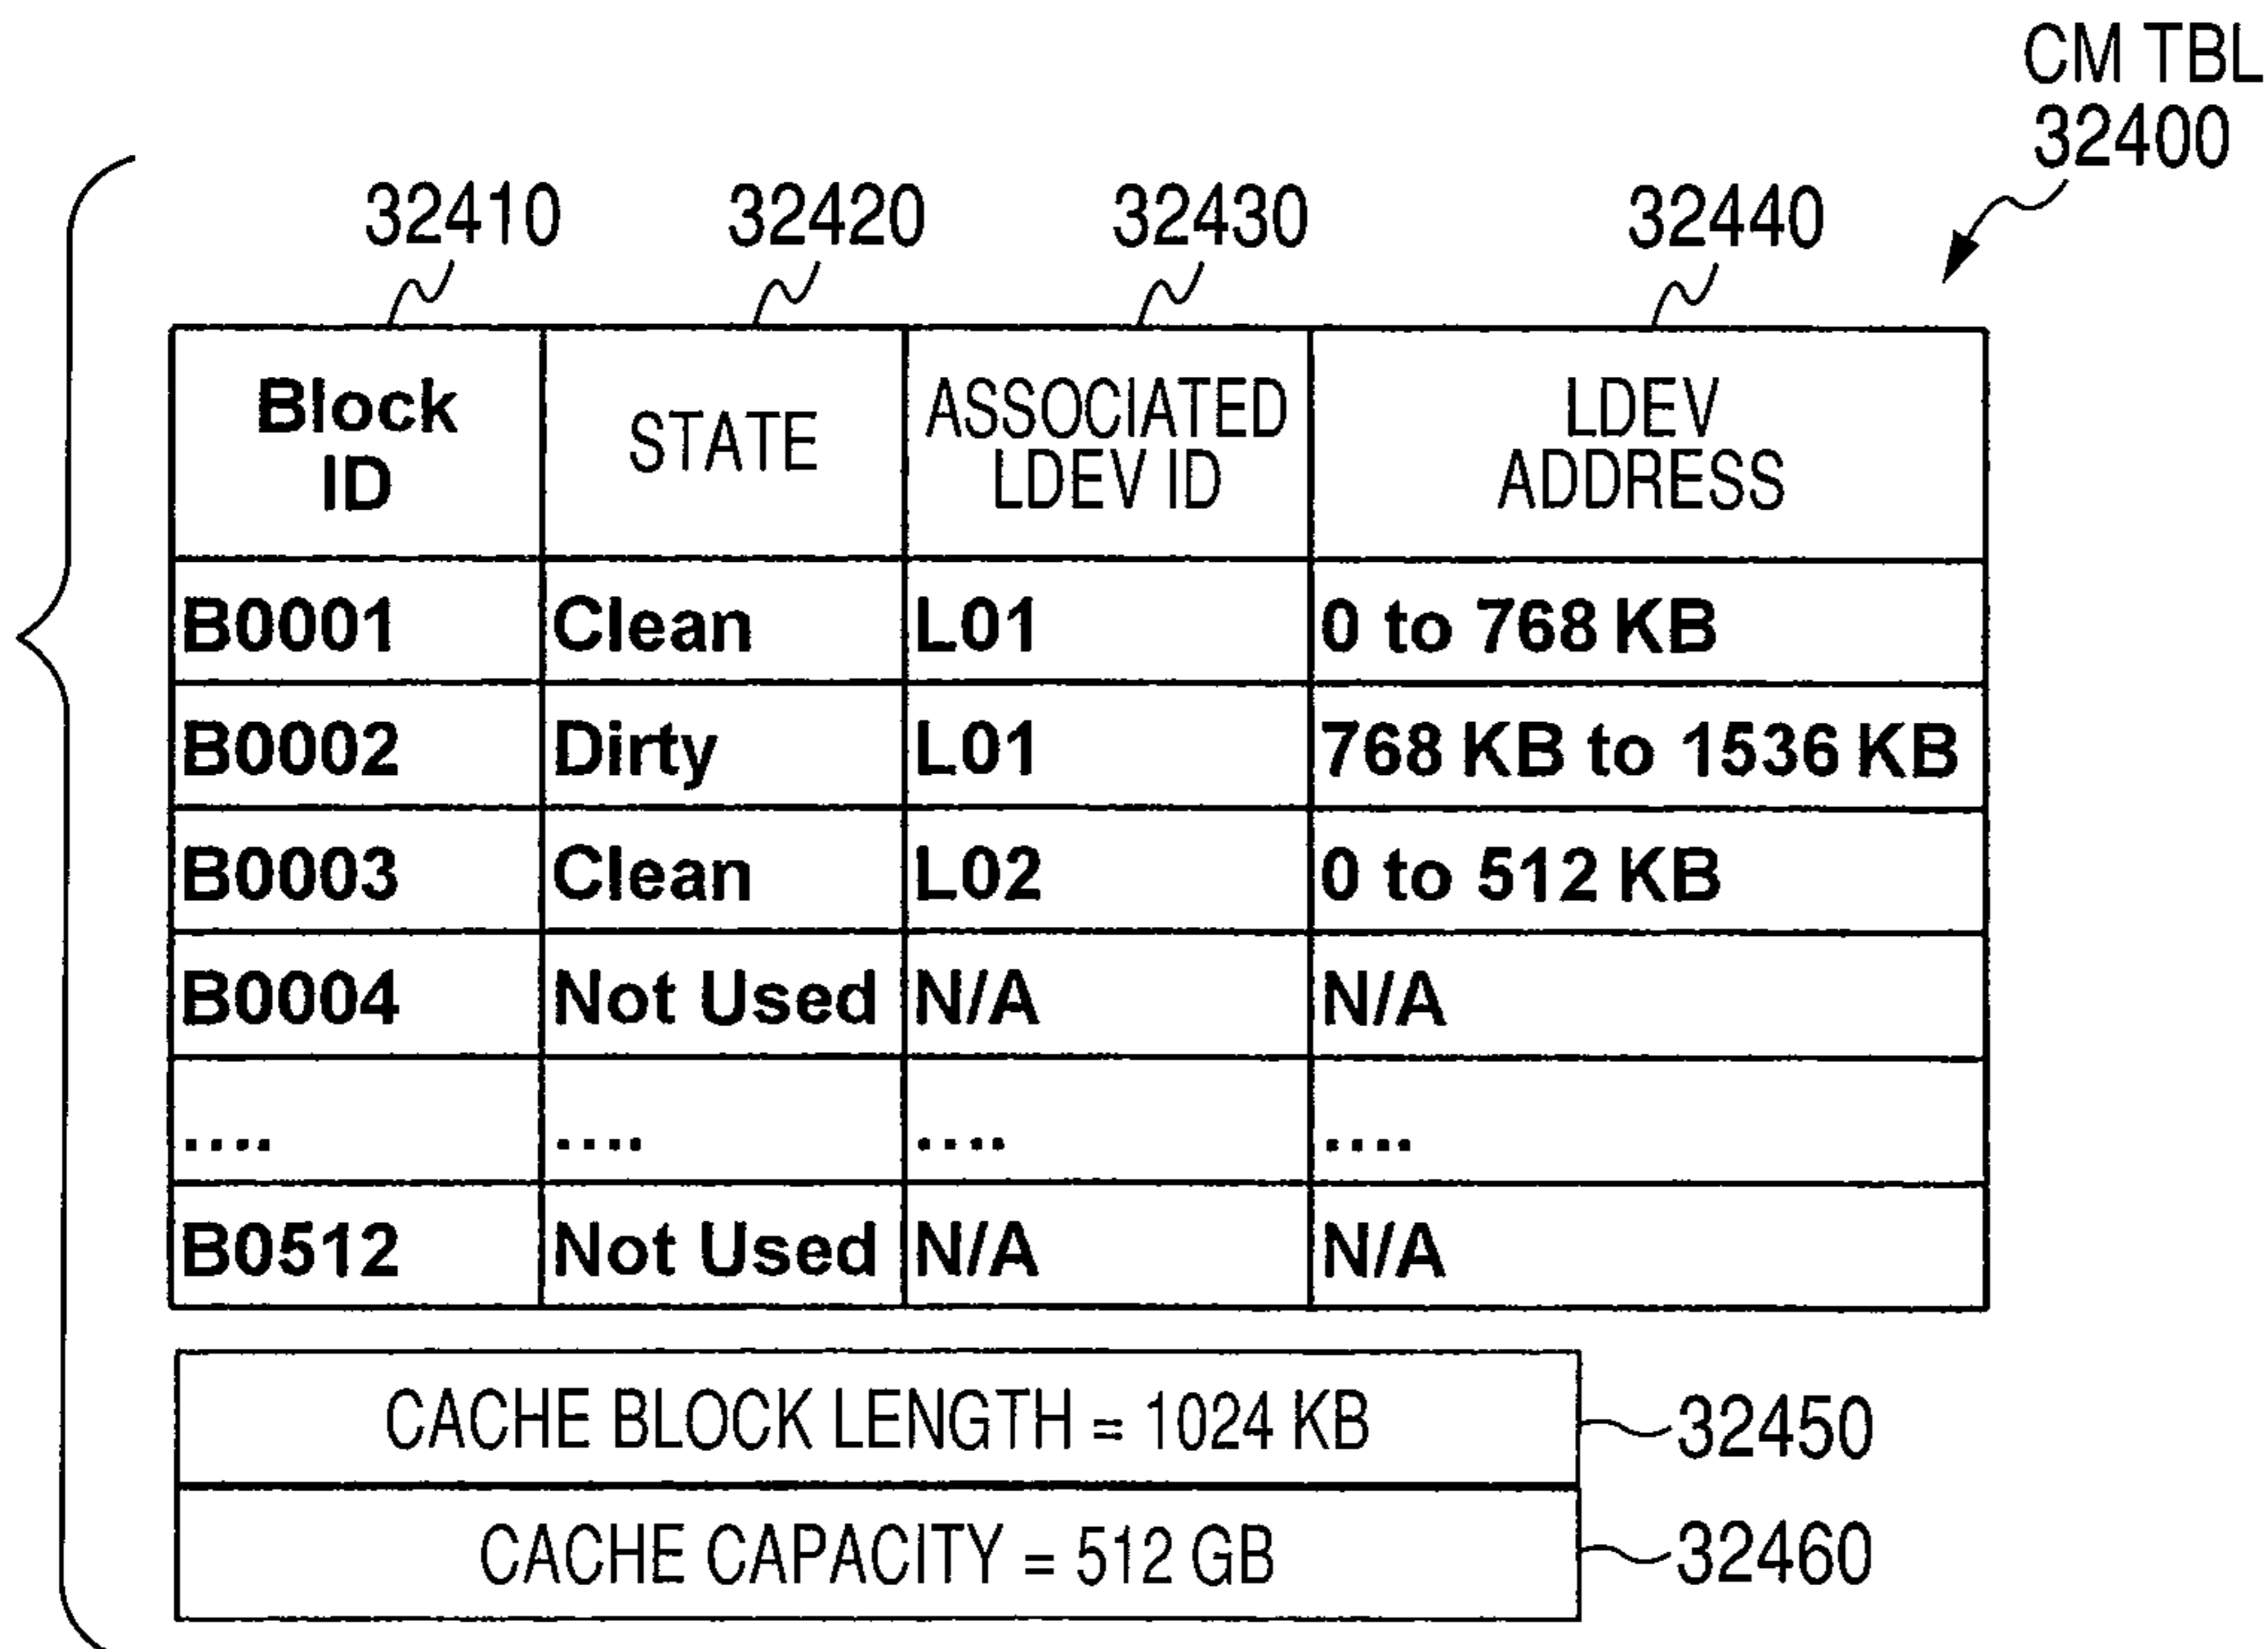 CM TBL
32400
32410 32420 32430 32440
Block ID STATE ASSOCIATED LDEV ID LDEV ADDRESS
B0001 Clean L01 0 to 768 KB
B0002 Dirty L01 768 KB to 1536 KB
B0003 Clean L02 0 to 512 KB
B0004 Not Used N/A N/A
.... .... .... ....
B0512 Not Used N/A N/A
CACHE BLOCK LENGTH = 1024 KB 32450
CACHE CAPACITY = 512 GB 32460